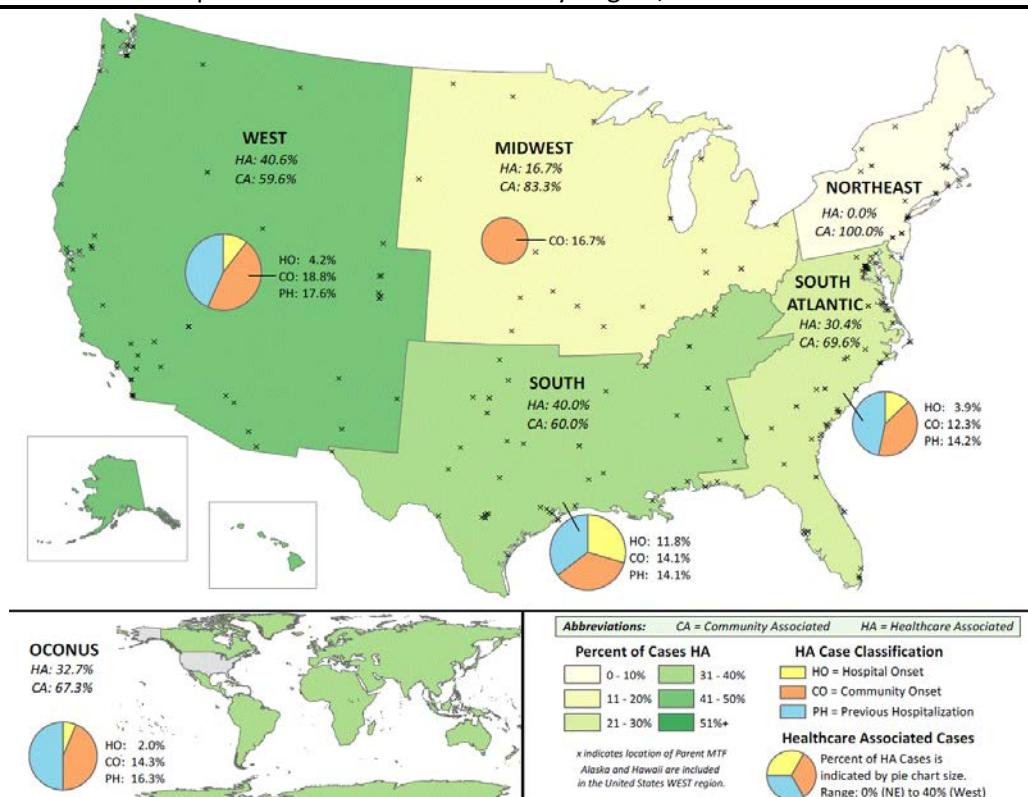 WEST
HA: 40.6%
CA: 59.6%
HO: 4.2%
CO: 18.8%
PH: 17.6%
MIDWEST
HA: 16.7%
CA: 83.3%
CO: 16.7%
NORTHEAST
HA: 0.0%
CA: 100.0%
SOUTH
ATLANTIC
HA: 30.4%
CA: 69.6%
HO: 3.9%
CO: 12.3%
PH: 14.2%
SOUTH
HA: 40.0%
CA: 60.0%
HO: 11.8%
CO: 14.1%
PH: 14.1%
OCONUS
HA: 32.7%
CA: 67.3%
HO: 2.0%
CO: 14.3%
PH: 16.3%
Abbreviations: CA = Community Associated HA = Healthcare Associated
Percent of Cases HA
0 - 10%
11 - 20%
21 - 30%
31 - 40%
41 - 50%
51%+
x indicates location of Parent MTF
Alaska and Hawaii are included
in the United States WEST region.
HA Case Classification
HO = Hospital Onset
CO = Community Onset
PH = Previous Hospitalization
Healthcare Associated Cases
Percent of HA Cases is
indicated by pie chart size.
Range: 0% (NE) to 40% (West)